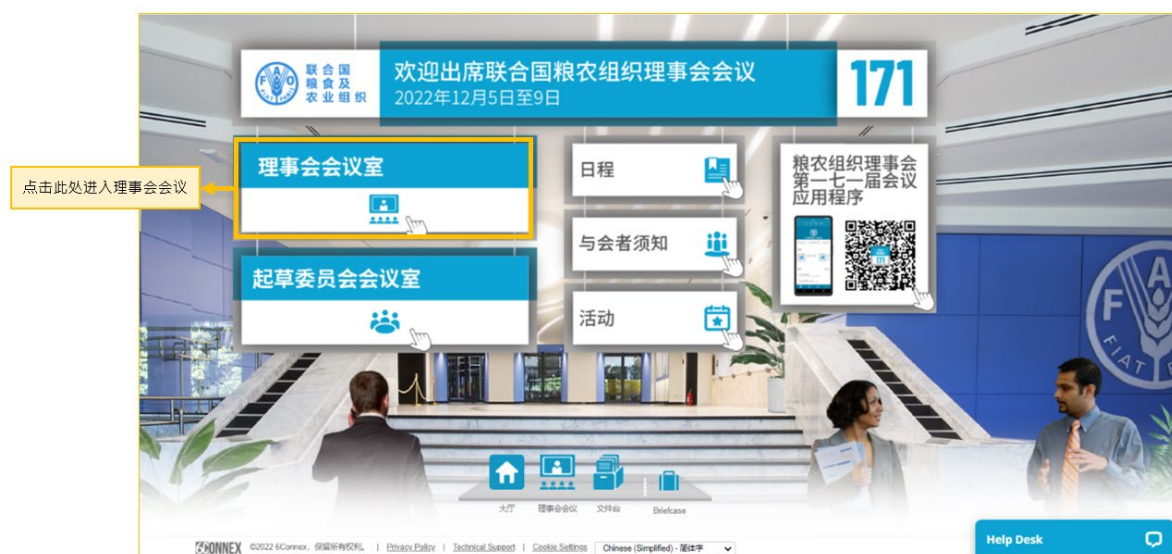 联合国
粮食及
农业组织
欢迎出席联合国粮农组织理事会会议
2022年12月5日至9日
171
点击此处进入理事会会议
理事会会议室
起草委员会会议室
日程
与会者须知
活动
粮农组织理事会
第一七一届会议
应用程序
171
F A O
FIAT PANIS
F A
FIAT
大厅
理事会会议
文件台
Briefcase
6CONNEX ©2022 6Connex，保留所有权利。 | Privacy Policy | Technical Support | Cookie Settings Chinese (Simplified) - 简体字
Help Desk